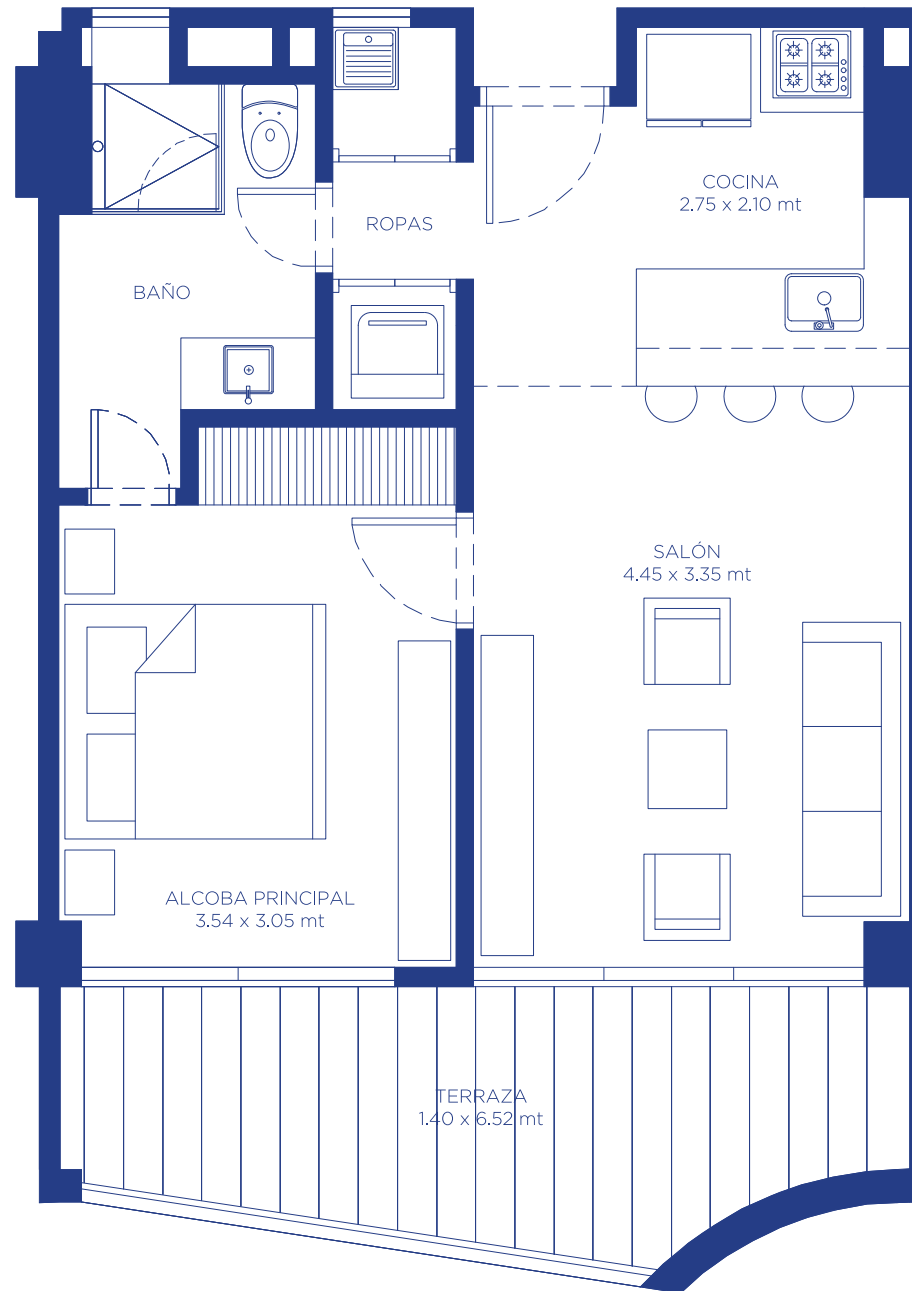 COCINA
2.75 x 2.10 mt
ROPAS
BAÑO
SALÓN
4.45 x 3.35 mt
ALCOBA PRINCIPAL
3.54 x 3.05 mt
TERRAZA
1.40 x 6.52 mt